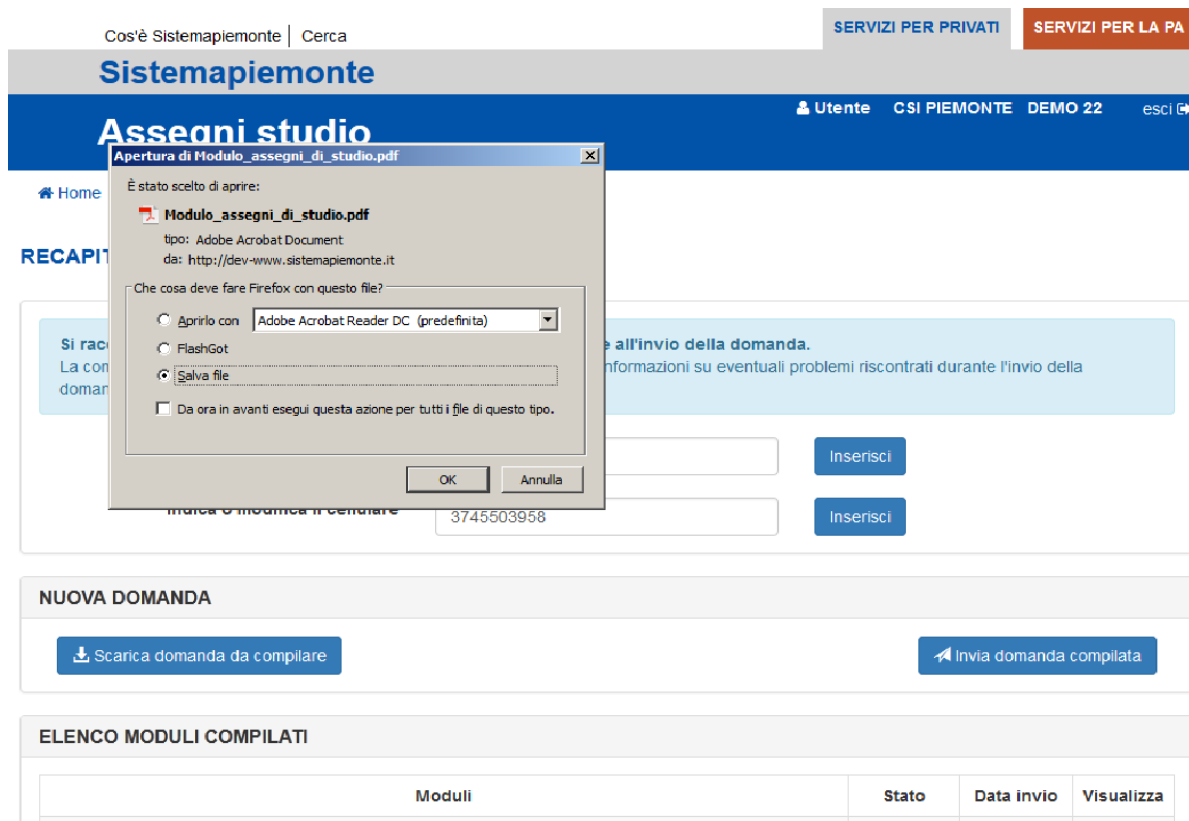 Cos'è Sistemapiemonte | Cerca
SERVIZI PER PRIVATI
SERVIZI PER LA PA
Sistemapiemonte
Utente CSI PIEMONTE DEMO 22 esci
Assegni studio
Apertura di Modulo_assegni_di_studio.pdf
Home
È stato scelto di aprire:
Modulo_assegni_di_studio.pdf
tipo: Adobe Acrobat Document
da: http://dev-www.sistemapiemonte.it
Che cosa deve fare Firefox con questo file?
Aprirlo con Adobe Acrobat Reader DC (predefinita)
FlashGot
Salva file
Da ora in avanti esegui questa azione per tutti i file di questo tipo.
OK Annulla
RECAPIT
Si rac
e all'invio della domanda.
La con
nformazioni su eventuali problemi riscontrati durante l'invio della
doman
Inserisci
Indica o modifica il cellulare 3745503958 Inserisci
NUOVA DOMANDA
Scarica domanda da compilare
Invia domanda compilata
ELENCO MODULI COMPILATI
Moduli Stato Data invio Visualizza